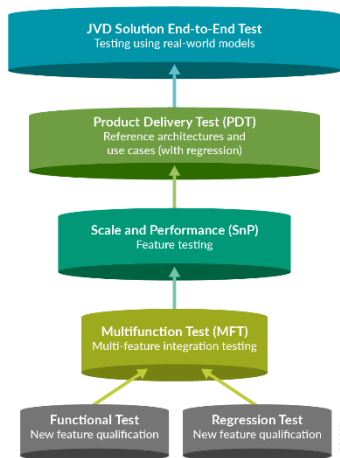 JVD Solution End-to-End Test
Testing using real-world models
Product Delivery Test (PDT)
Reference architectures and
use cases (with regression)
Scale and Performance (SnP)
Feature testing
Multifunction Test (MFT)
Multi-feature integration testing
Functional Test
New feature qualification
Regression Test
New feature qualification